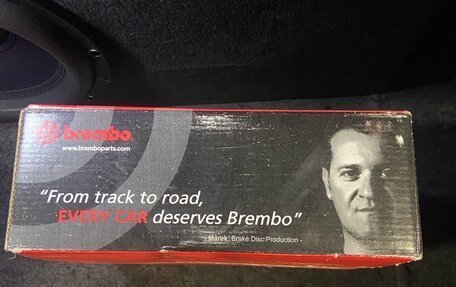 brembo
www.bremboparts.com
"From track to road,
EVERY CAR deserves Brembo"
- Marek, Brake Disc Production -